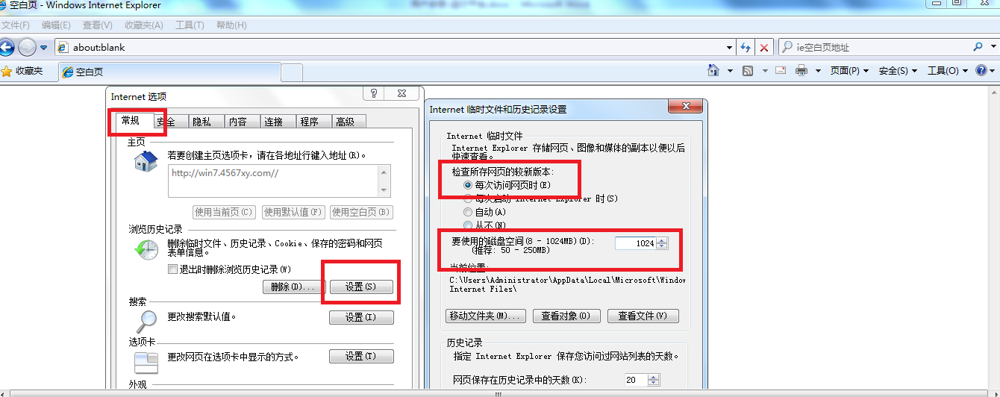 空白页 - Windows Internet Explorer
文件(F) 编辑(E) 查看(V) 收藏夹(A) 工具(T) 帮助(H)
about:blank
ie空白页地址
收藏夹
空白页
页面(P) 安全(S) 工具(O)
Internet 选项
常规 安全 隐私 内容 连接 程序 高级
主页
若要创建主页选项卡，请在各地址行键入地址(R)。
http://win7.4567xy.com//
使用当前页(C) 使用默认值(F) 使用空白页(B)
浏览历史记录
删除临时文件、历史记录、Cookie、保存的密码和网页
表单信息。
退出时删除浏览历史记录(W)
删除(D)... 设置(S)
搜索
更改搜索默认值。
设置(I)
选项卡
更改网页在选项卡中显示的方式。
设置(T)
外观
Internet 临时文件和历史记录设置
Internet 临时文件
Internet Explorer 存储网页、图像和媒体的副本以便以后
快速查看。
检查所存网页的较新版本:
每次访问网页时(E)
每次启动 Internet Explorer 时(S)
自动(A)
从不(N)
要使用的磁盘空间(8 - 1024MB)(D):
1024
(推荐: 50 - 250MB)
当前位置:
C:\Users\Administrator\AppData\Local\Microsoft\Window
Internet Files\
移动文件夹(M)... 查看对象(O) 查看文件(V)
历史记录
指定 Internet Explorer 保存您访问过网站列表的天数。
网页保存在历史记录中的天数(K):
20